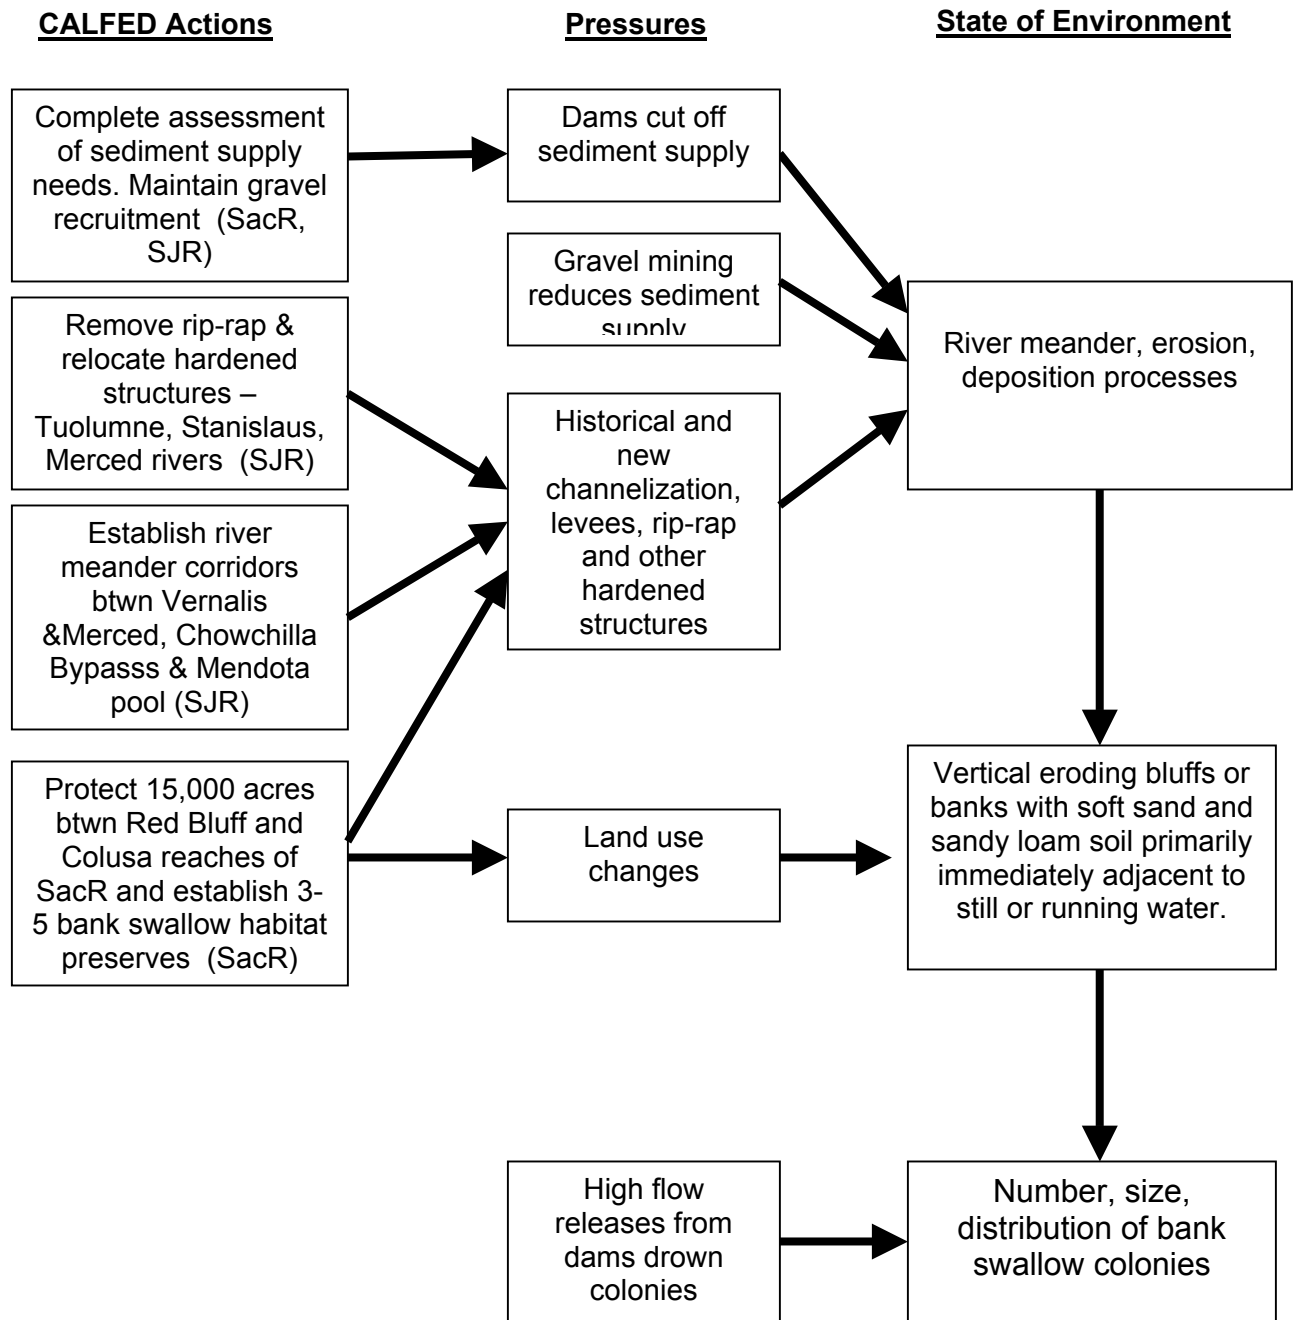 CALFED Actions
Pressures
State of Environment
Complete assessment
of sediment supply
needs. Maintain gravel
recruitment (SacR,
SJR)
Dams cut off
sediment supply
Gravel mining
reduces sediment
supply
Remove rip-rap &
relocate hardened
structures –
Tuolumne, Stanislaus,
Merced rivers (SJR)
Historical and
new
channelization,
levees, rip-rap
and other
hardened
structures
River meander, erosion,
deposition processes
Establish river
meander corridors
btwn Vernalis
&Merced, Chowchilla
Bypasss & Mendota
pool (SJR)
Protect 15,000 acres
btwn Red Bluff and
Colusa reaches of
SacR and establish 3-
5 bank swallow habitat
preserves (SacR)
Land use
changes
Vertical eroding bluffs or
banks with soft sand and
sandy loam soil primarily
immediately adjacent to
still or running water.
High flow
releases from
dams drown
colonies
Number, size,
distribution of bank
swallow colonies